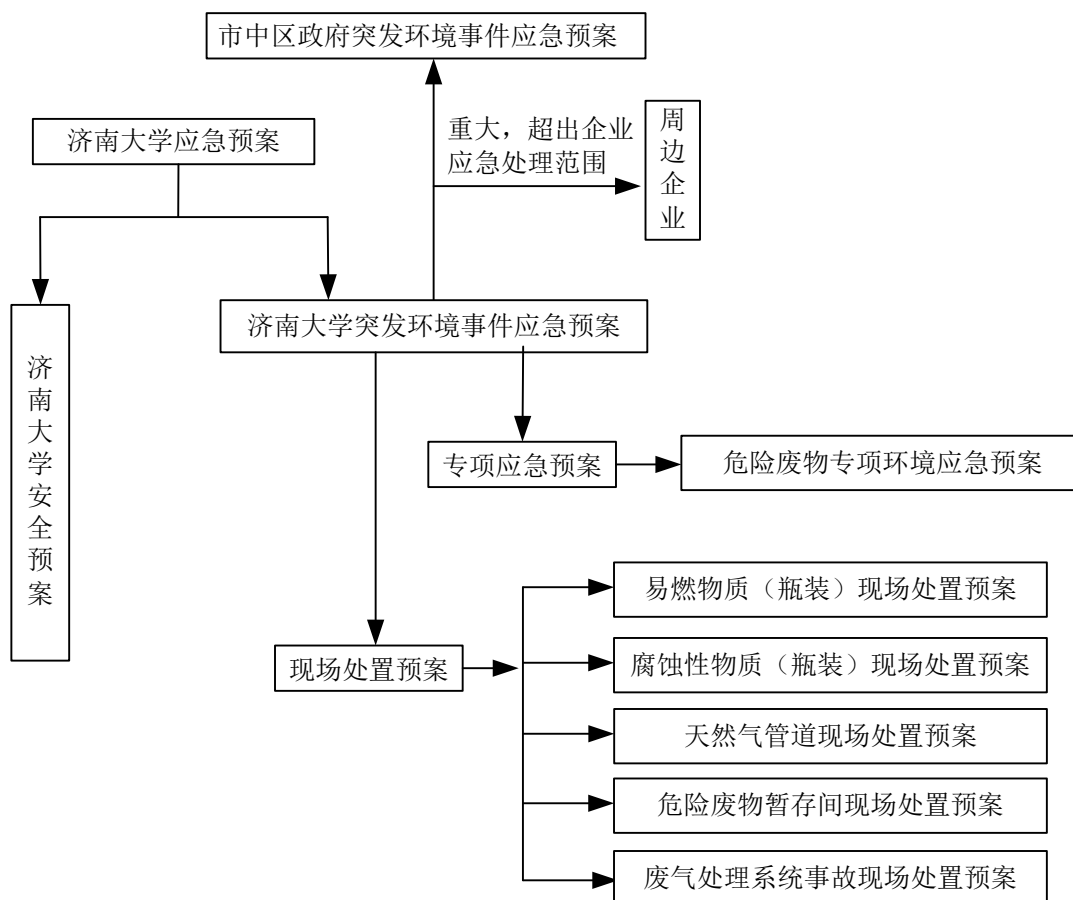 市中区政府突发环境事件应急预案
济南大学应急预案
重大，超出企业
应急处理范围
周边企业
济南大学突发环境事件应急预案
济南大学安全预案
专项应急预案
危险废物专项环境应急预案
易燃物质（瓶装）现场处置预案
现场处置预案
腐蚀性物质（瓶装）现场处置预案
天然气管道现场处置预案
危险废物暂存间现场处置预案
废气处理系统事故现场处置预案